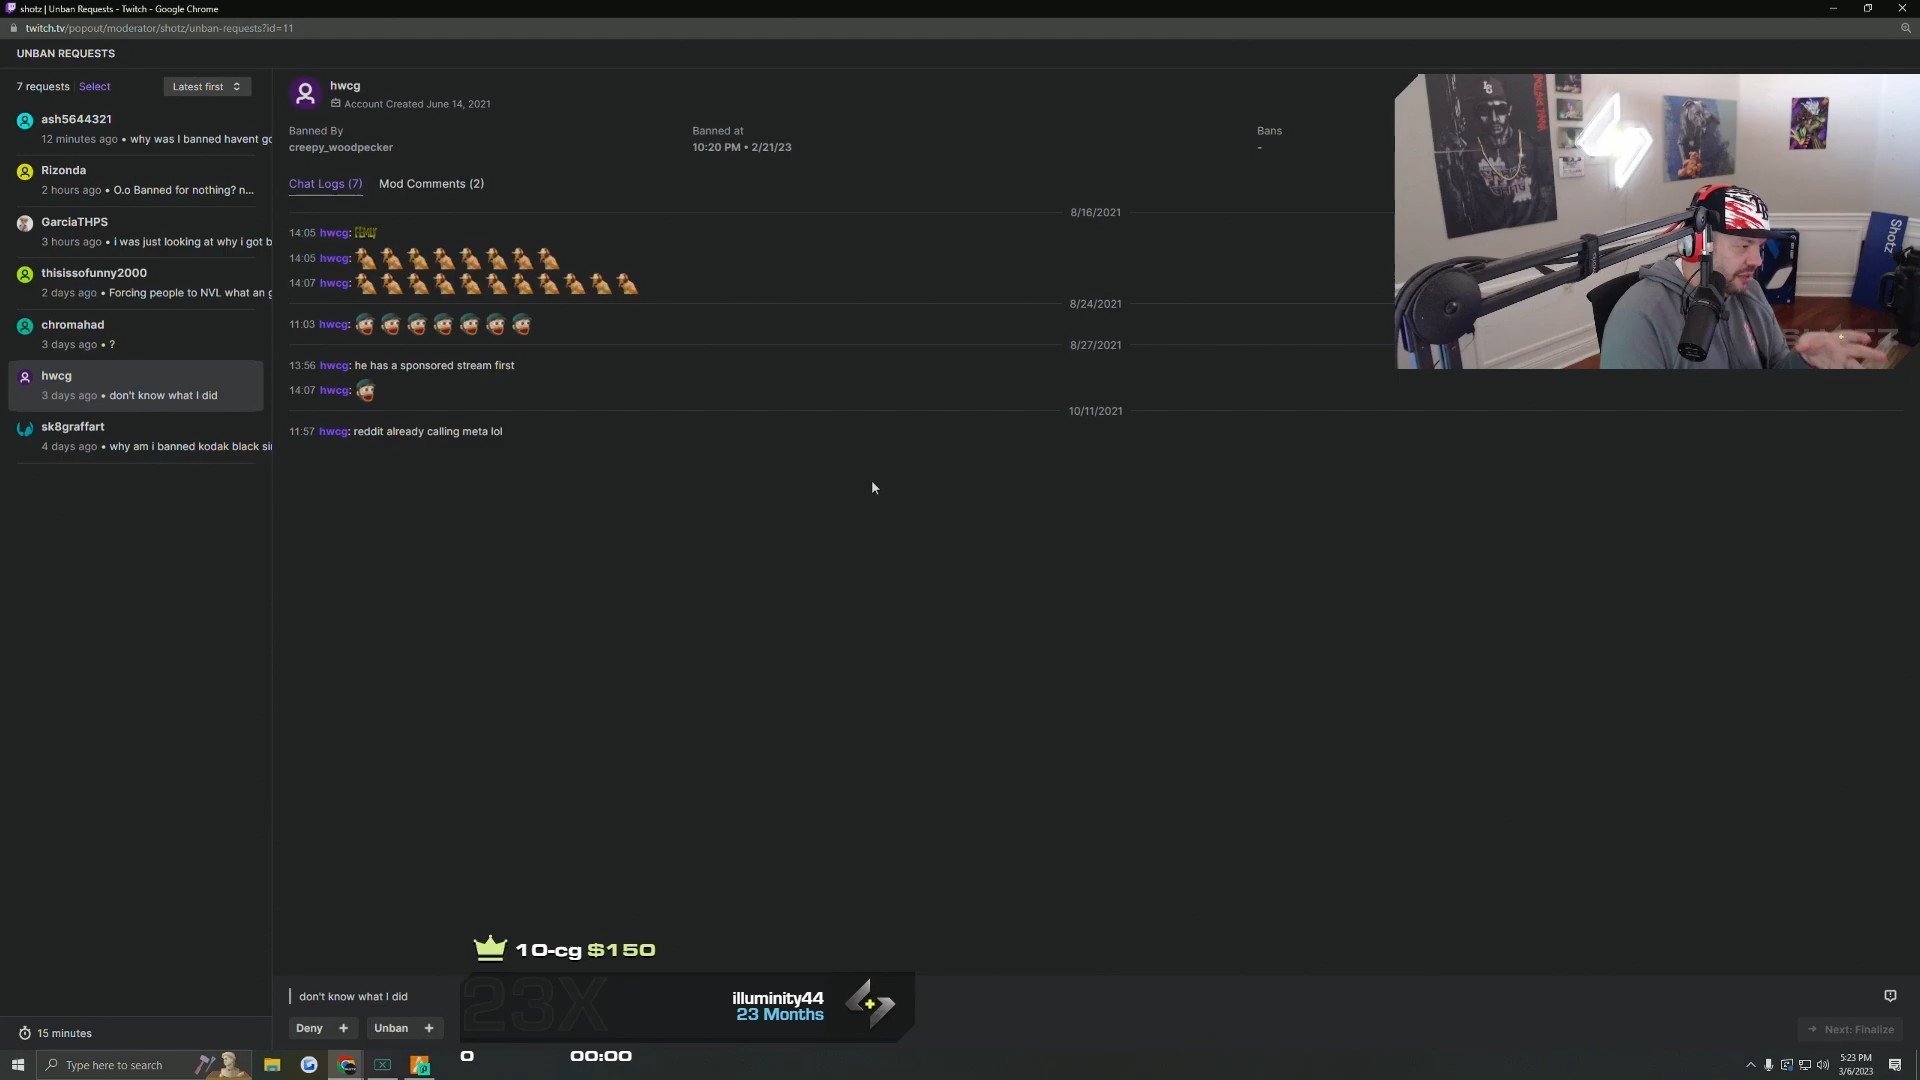 shotz | Unban Requests - Twitch - Google Chrome
twitch.tv/popout/moderator/shotz/unban-requests?id=11
UNBAN REQUESTS
7 requests Select Latest first
ash5644321
12 minutes ago • why was I banned havent go
Rizonda
2 hours ago • O.o Banned for nothing? n...
GarciaTHPS
3 hours ago • i was just looking at why i got b
thisissofunny2000
2 days ago • Forcing people to NVL what an g
chromahad
3 days ago • ?
hwcg
3 days ago • don't know what I did
sk8graffart
4 days ago • why am i banned kodak black si
15 minutes
hwcg
Account Created June 14, 2021
Banned By
creepy_woodpecker
Banned at
10:20 PM • 2/21/23
Bans
-
Chat Logs (7) Mod Comments (2)
8/16/2021
14:05 hwcg:
14:05 hwcg:
14:07 hwcg:
8/24/2021
11:03 hwcg:
8/27/2021
13:56 hwcg: he has a sponsored stream first
14:07 hwcg:
10/11/2021
11:57 hwcg: reddit already calling meta lol
Shotz
10-cg $150
23X
illuminity44
23 Months
don't know what I did
Deny + Unban +
Next: Finalize
0 00:00
Type here to search
5:23 PM
3/6/2023